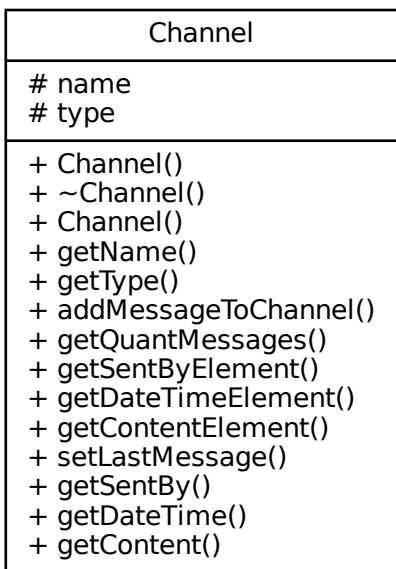 Channel
# name
# type
+ Channel()
+ ~Channel()
+ Channel()
+ getName()
+ getType()
+ addMessageToChannel()
+ getQuantMessages()
+ getSentByElement()
+ getDateTimeElement()
+ getContentElement()
+ setLastMessage()
+ getSentBy()
+ getDateTime()
+ getContent()